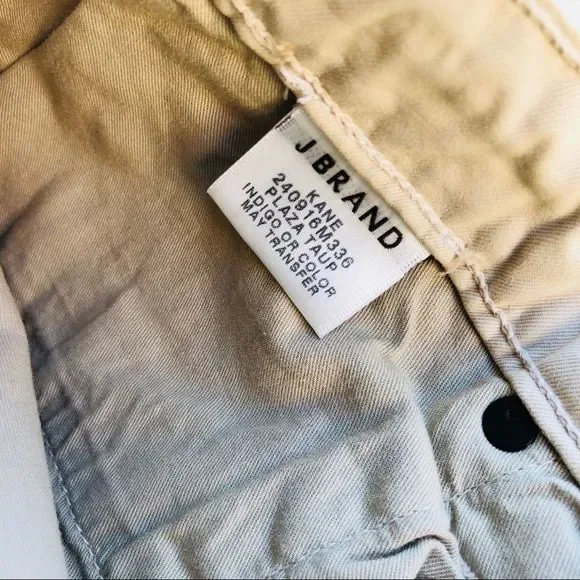 J BRAND
KANE
240916M336
PLAZA TAUP
INDIGO OR COLOR
MAY TRANSFER